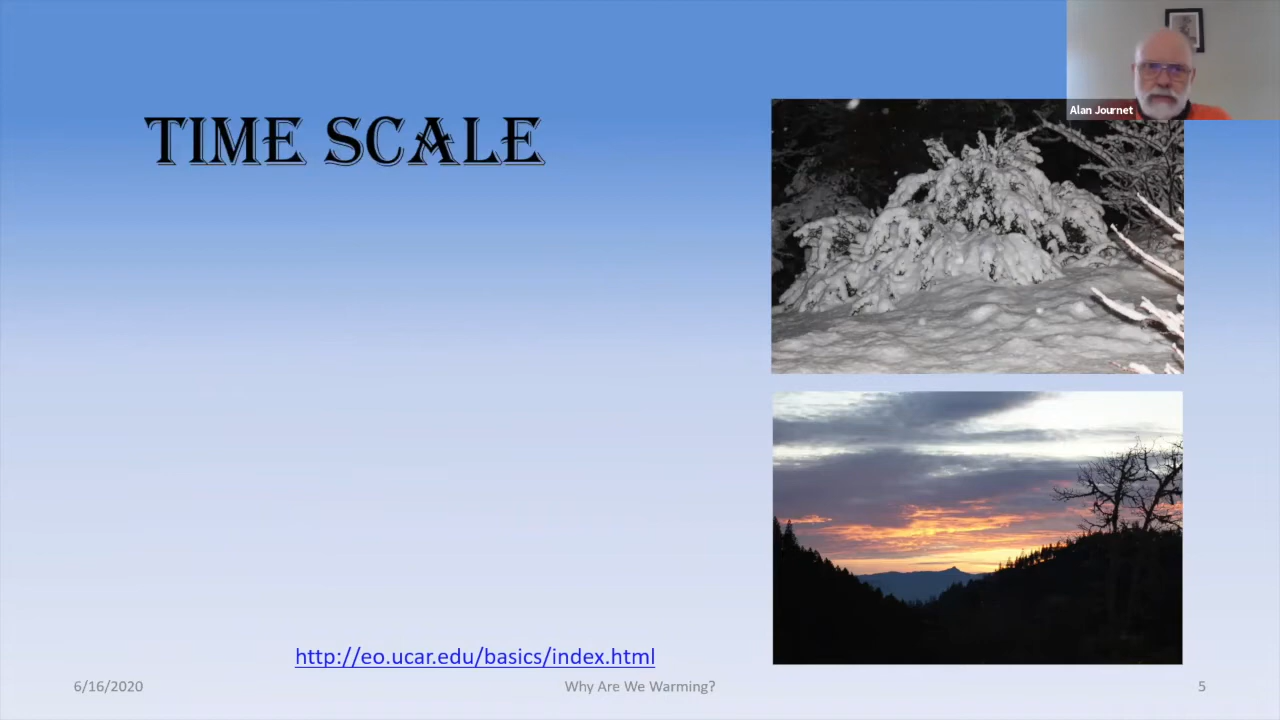 TIME SCALE
Alan Journet
http://eo.ucar.edu/basics/index.html
6/16/2020
Why Are We Warming?
5